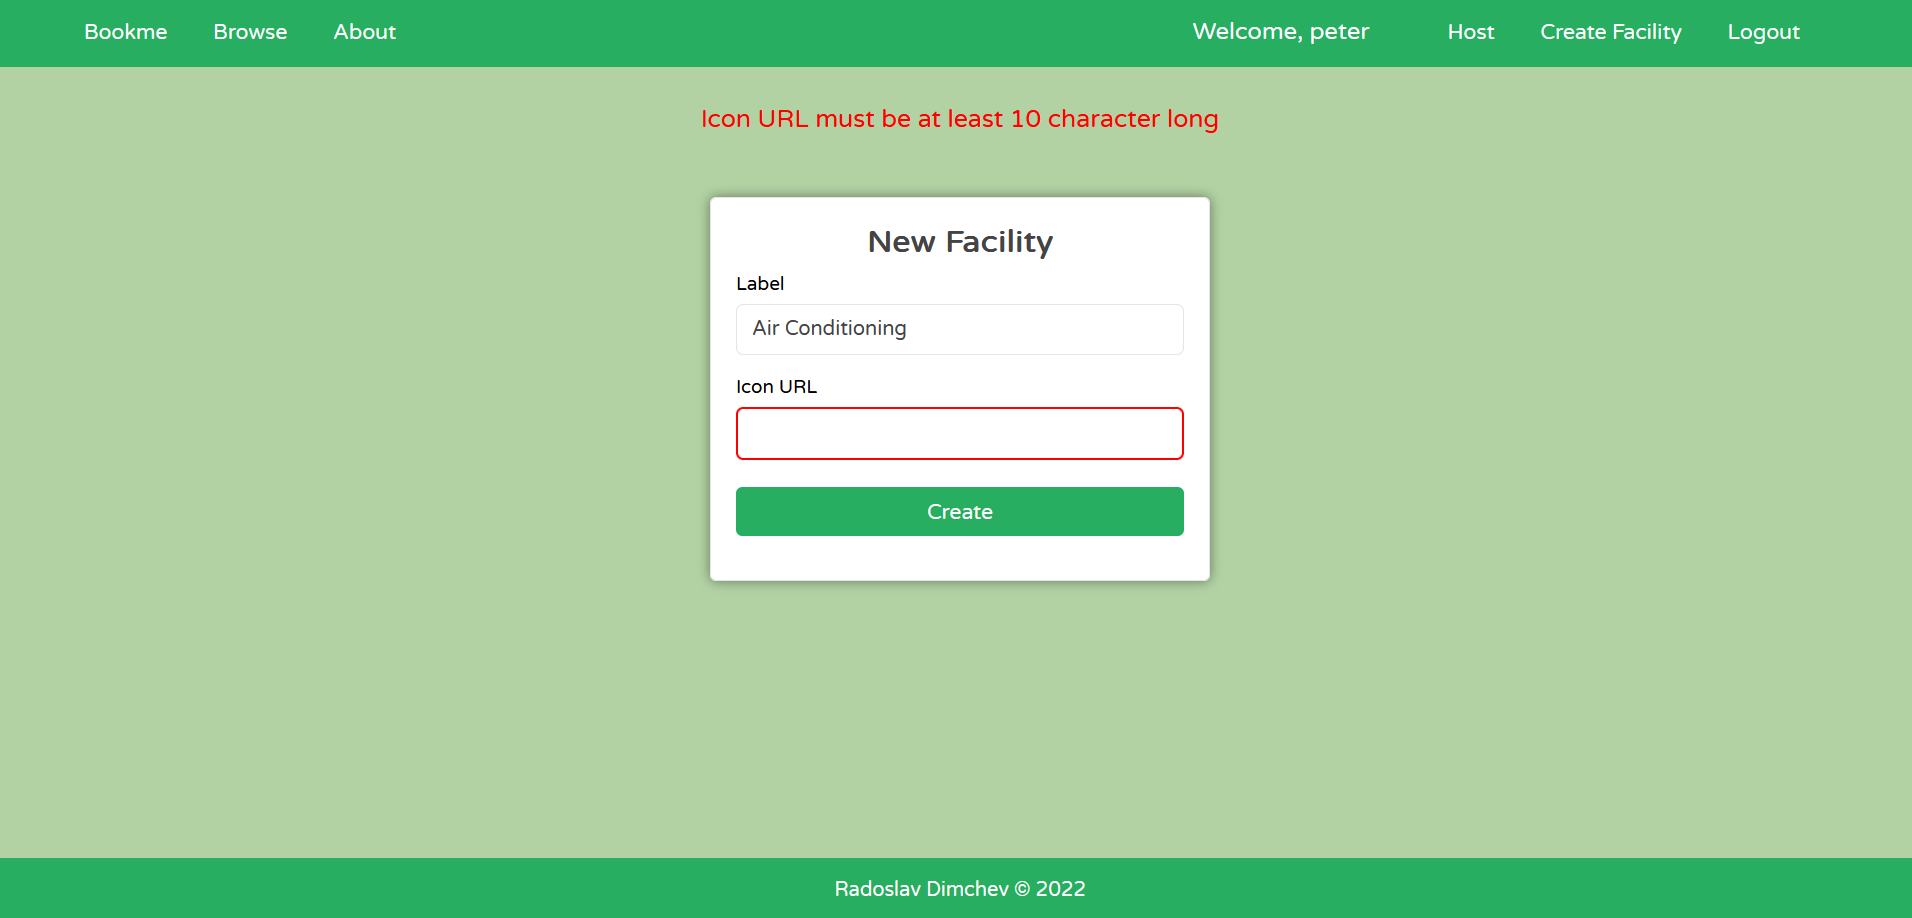 Bookme Browse About Welcome, peter Host Create Facility Logout
Icon URL must be at least 10 character long
New Facility
Label
Air Conditioning
Icon URL
Create
Radoslav Dimchev © 2022